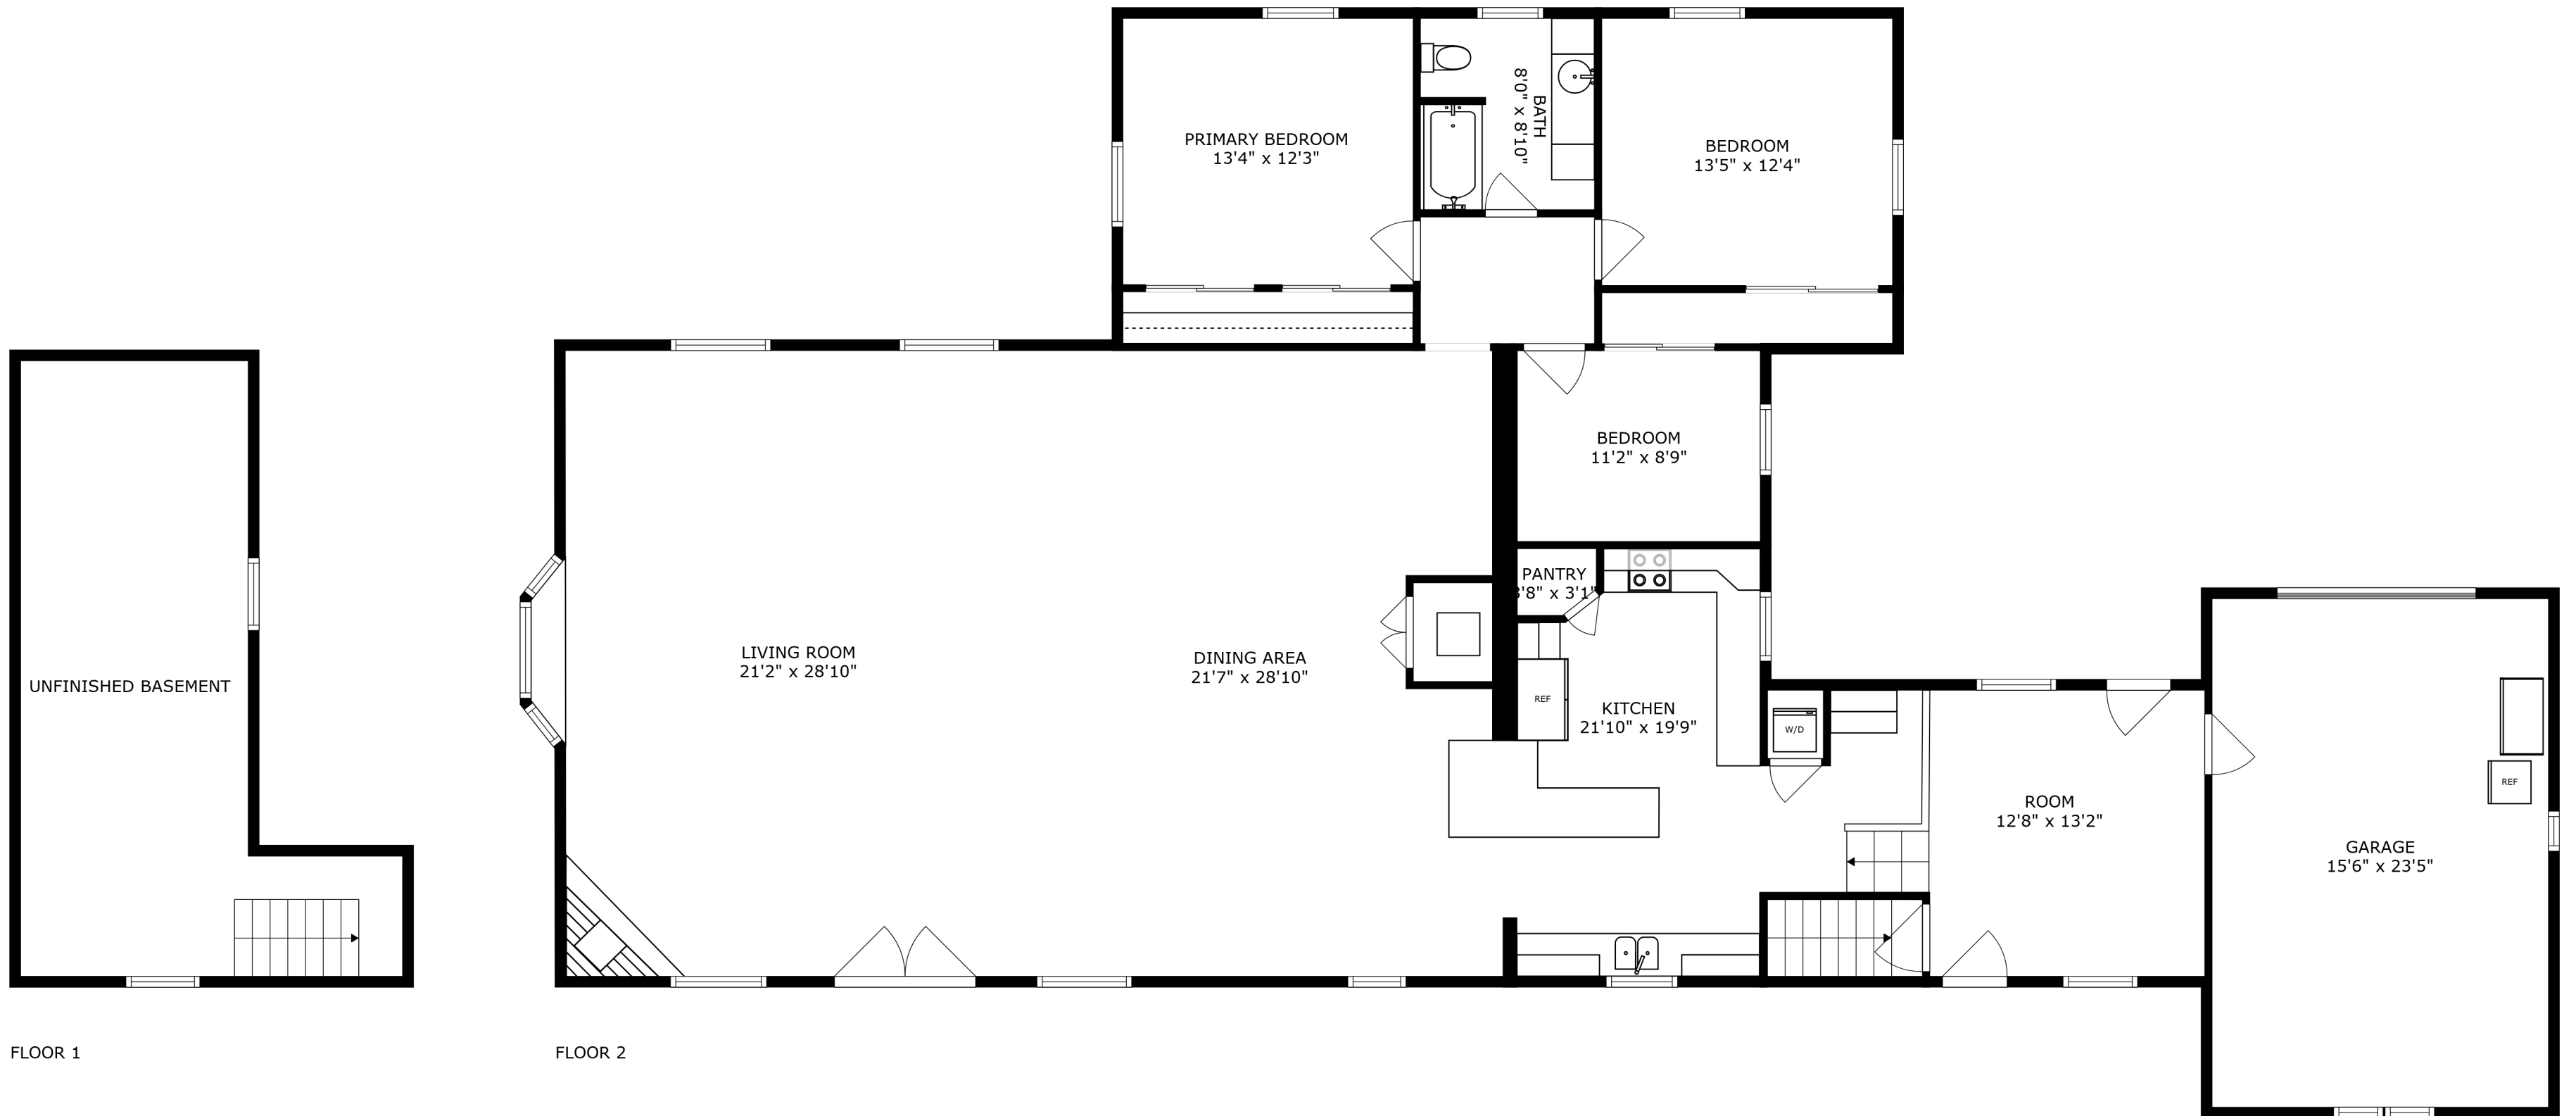 PRIMARY BEDROOM
13'4" x 12'3"
BATH
8'0" x 8'10"
BEDROOM
13'5" x 12'4"
BEDROOM
11'2" x 8'9"
PANTRY
x 3'1"
LIVING ROOM
21'2" x 28'10"
DINING AREA
21'7" x 28'10"
REF
KITCHEN
21'10" x 19'9"
W/D
ROOM
12'8" x 13'2"
REF
GARAGE
15'6" x 23'5"
UNFINISHED BASEMENT
FLOOR 1
FLOOR 2